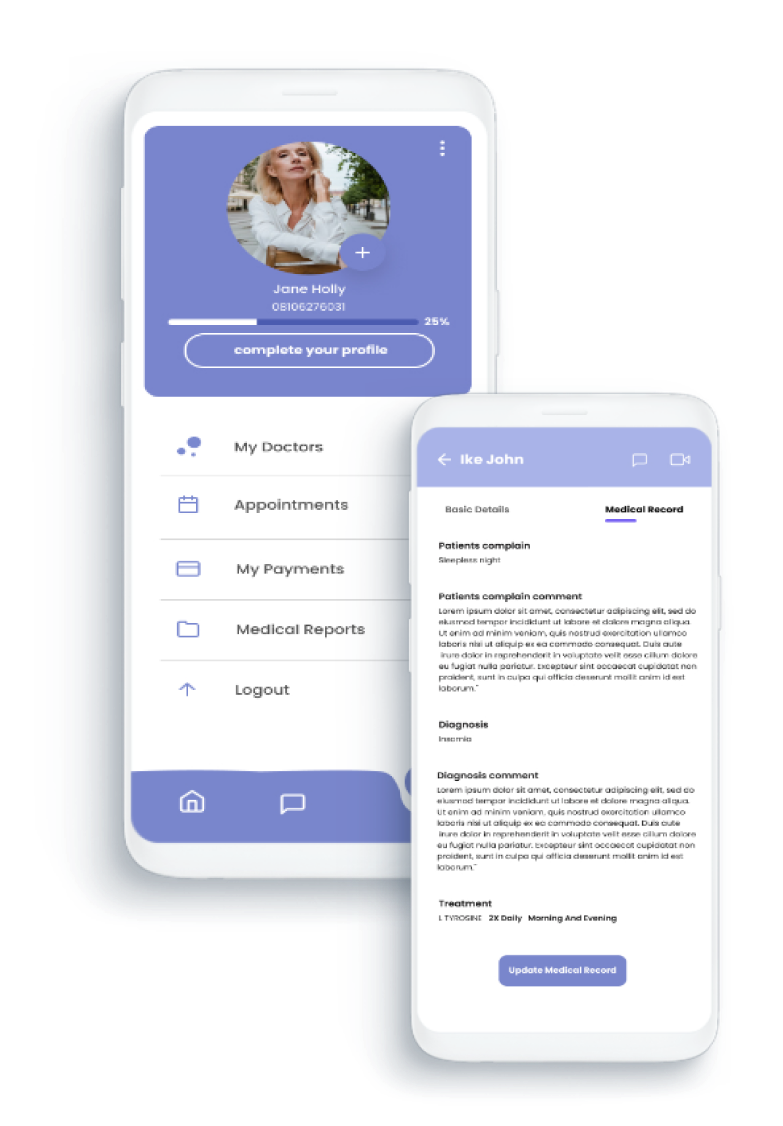 Jane Holly
08106276031
25%
complete your profile
My Doctors
Appointments
My Payments
Medical Reports
Logout
Ike John
Basic Details
Medical Record
Patients complain
Sleepless night
Patients complain comment
Lorem ipsum dolor sit amet, consectetur adipiscing elit, sed do
eiusmod tempor incididunt ut labore et dolore magna aliqua.
Ut enim ad minim veniam, quis nostrud exercitation ullamco
laboris nisi ut aliquip ex ea commodo consequat. Duis aute
irure dolor in reprehenderit in voluptate velit esse cillum dolore
eu fugiat nulla pariatur. Excepteur sint occaecat cupidatat non
proident, sunt in culpa qui officia deserunt mollit anim id est
laborum."
Diagnosis
Insomia
Diagnosis comment
Lorem ipsum dolor sit amet, consectetur adipiscing elit, sed do
eiusmod tempor incididunt ut labore et dolore magna aliqua.
Ut enim ad minim veniam, quis nostrud exercitation ullamco
laboris nisi ut aliquip ex ea commodo consequat. Duis aute
irure dolor in reprehenderit in voluptate velit esse cillum dolore
eu fugiat nulla pariatur. Excepteur sint occaecat cupidatat non
proident, sunt in culpa qui officia deserunt mollit anim id est
laborum."
Treatment
L TYROSINE 2X Daily Morning And Evening
Update Medical Record